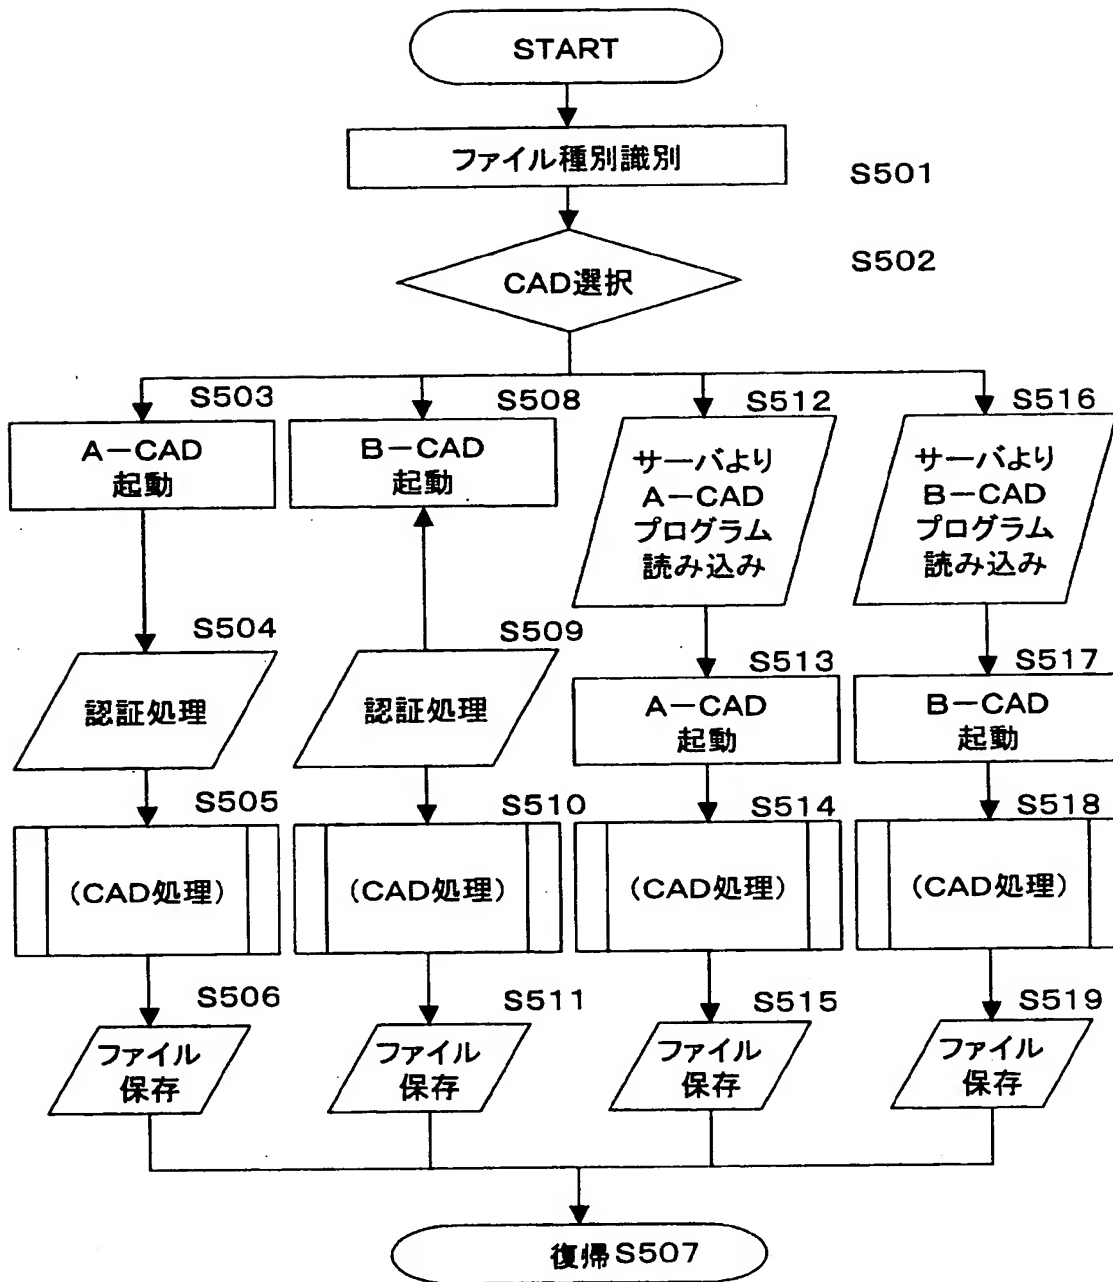 START
ファイル種別識別
S501
CAD選択
S502
S503
A-CAD
起動
S504
認証処理
S505
(CAD処理)
S506
ファイル
保存
S508
B-CAD
起動
S509
認証処理
S510
(CAD処理)
S511
ファイル
保存
S512
サーバより
A-CAD
プログラム
読み込み
S513
A-CAD
起動
S514
(CAD処理)
S515
ファイル
保存
S516
サーバより
B-CAD
プログラム
読み込み
S517
B-CAD
起動
S518
(CAD処理)
S519
ファイル
保存
復帰S507